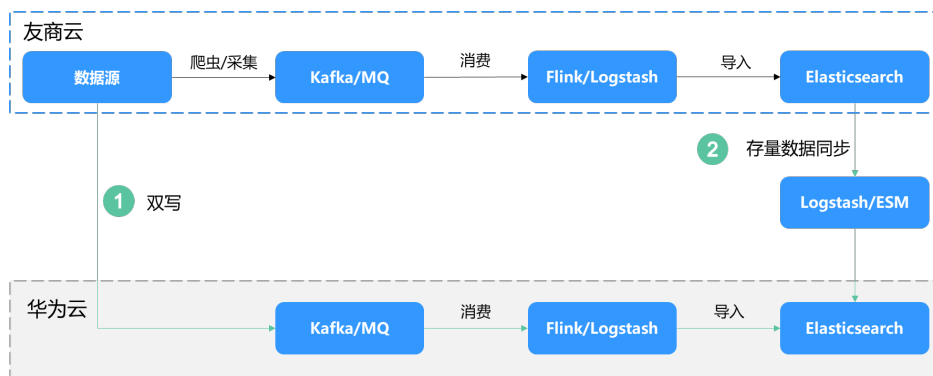 友商云
数据源
爬虫/采集
Kafka/MQ
消费
Flink/Logstash
导入
Elasticsearch
2
存量数据同步
1
双写
Logstash/ESM
华为云
Kafka/MQ
消费
Flink/Logstash
导入
Elasticsearch